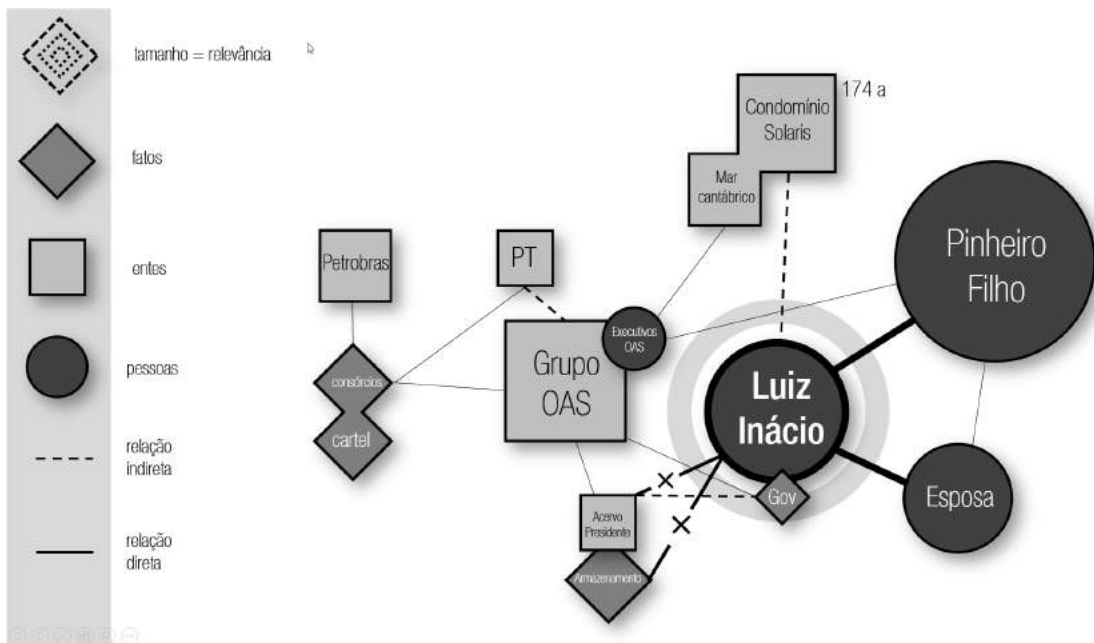 tamanho = relevância
fatos
entes
pessoas
relação
indireta
relação
direta
Condomínio
Solaris
174 a
Mar
cantábrico
Pinheiro
Filho
Petrobras
PT
Executivos
OAS
Grupo
OAS
Luiz
Inácio
consórcios
cartel
Gov
Esposa
Acervo
Presidente
Armazenamento